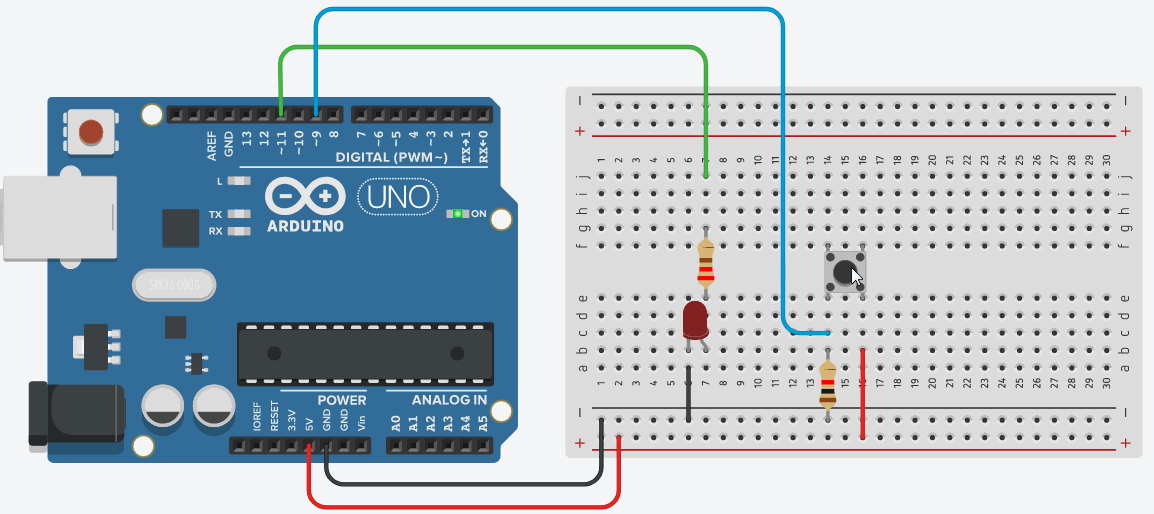 AREF
GND
13
12
~11
~10
~9
8
7
~6
~5
~4
~3
2
TX→1
RX←0
DIGITAL (PWM~)
L
TX
RX
UNO
ARDUINO
ON
IOREF
RESET
3.3V
5V
GND
GND
Vin
POWER
A0
A1
A2
A3
A4
A5
ANALOG IN
− −
+ +
1 2 3 4 5 6 7 8 9 10 11 12 13 14 15 16 17 18 19 20 21 22 23 24 25 26 27 28 29 30
j j
i i
h h
g g
f f
e e
d d
c c
b b
a a
1 2 3 4 5 6 7 8 9 10 11 12 13 15 16 17 18 19 20 21 22 23 24 25 26 27 28 29 30
− −
+ +